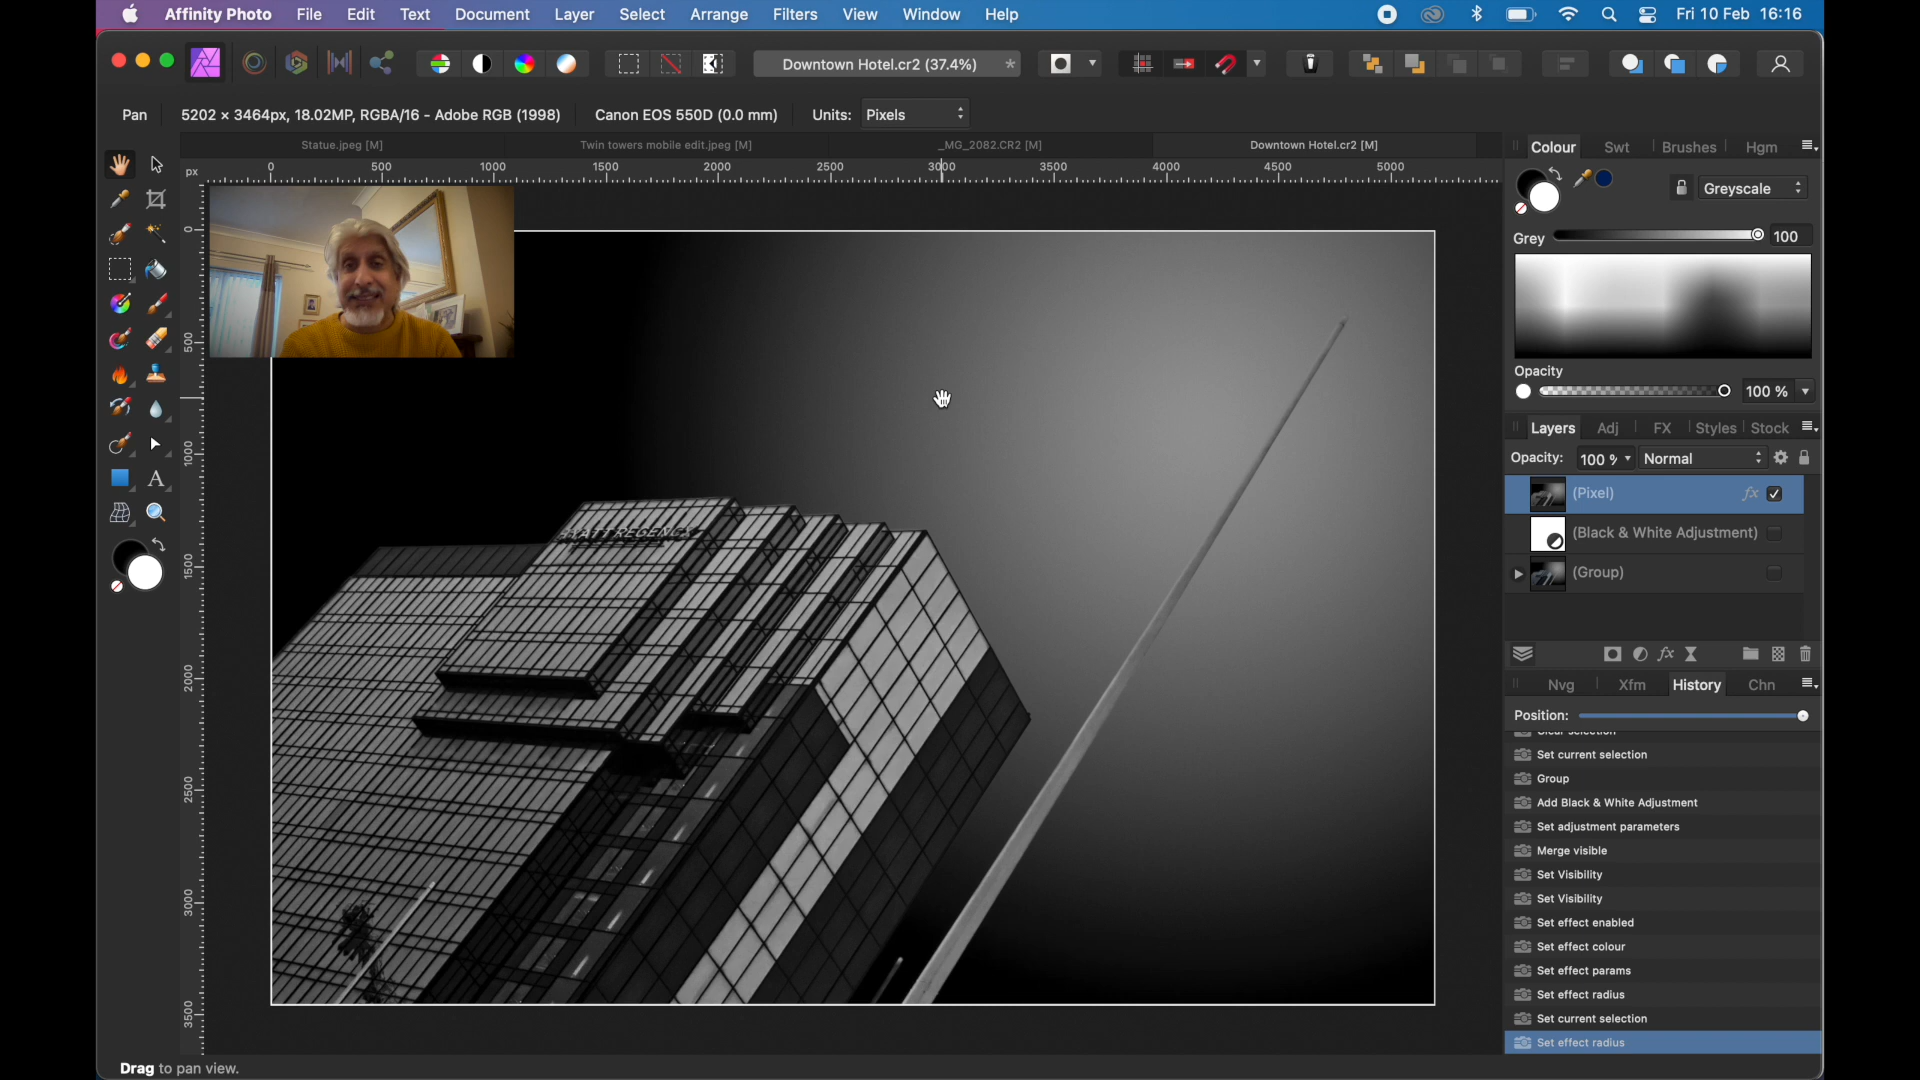 Affinity Photo File Edit Text Document Layer Select Arrange Filters View Window Help Fri 10 Feb 16:16
Downtown Hotel.cr2 (37.4%) *
Pan 5202 × 3464px, 18.02MP, RGBA/16 - Adobe RGB (1998) Canon EOS 550D (0.0 mm) Units: Pixels
Statue.jpeg [M] Twin towers mobile edit.jpeg [M] _MG_2082.CR2 [M] Downtown Hotel.cr2 [M]
px 0 500 1000 1500 2000 2500 3000 3500 4000 4500 5000
0
500
1000
1500
2000
2500
3000
3500
HYATT REGENCY
Colour Swt Brushes Hgm
Greyscale
Grey 100
Opacity
100 %
Layers Adj FX Styles Stock
Opacity: 100 % Normal
(Pixel) fx
(Black & White Adjustment)
(Group)
fx
Nvg Xfm History Chn
Position:
Clear selection
Set current selection
Group
Add Black & White Adjustment
Set adjustment parameters
Merge visible
Set Visibility
Set Visibility
Set effect enabled
Set effect colour
Set effect params
Set effect radius
Set current selection
Set effect radius
Drag to pan view.